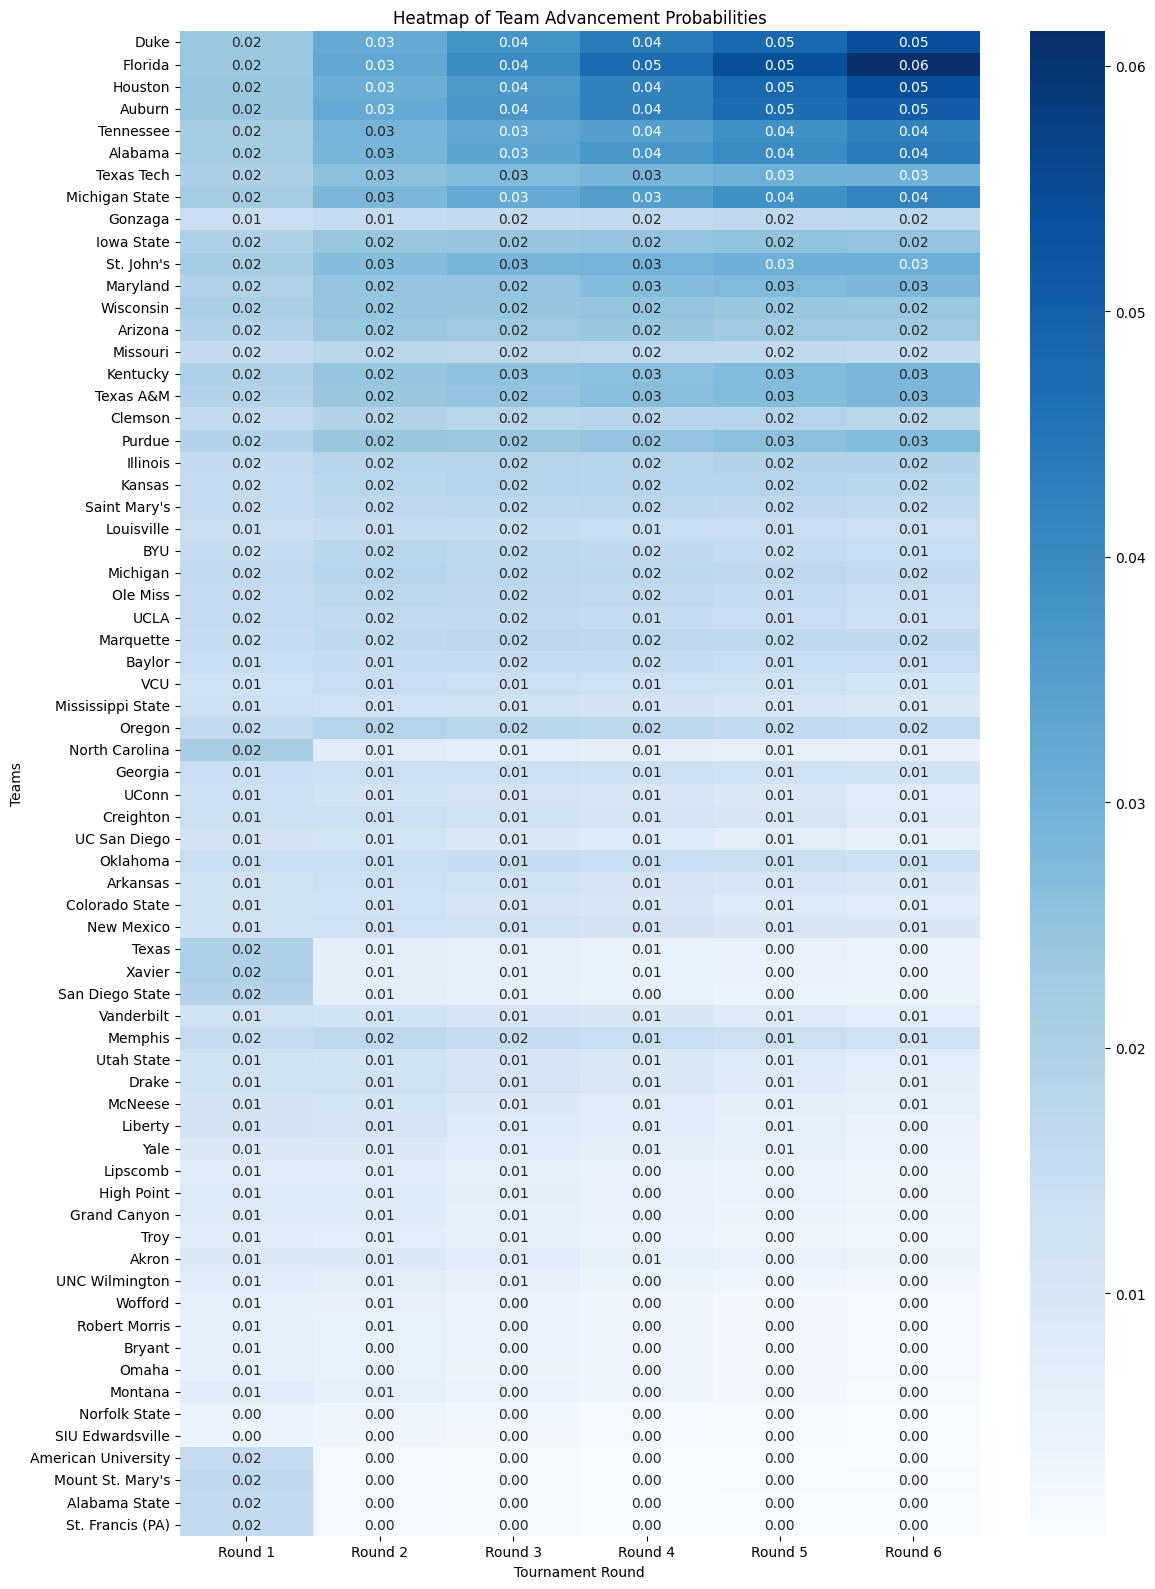 Heatmap of Team Advancement Probabilities
Duke 0.02 0.03 0.04 0.04 0.05 0.05
Florida 0.02 0.03 0.04 0.05 0.05 0.06
Houston 0.02 0.03 0.04 0.04 0.05 0.05
Auburn 0.02 0.03 0.04 0.04 0.05 0.05
Tennessee 0.02 0.03 0.03 0.04 0.04 0.04
Alabama 0.02 0.03 0.03 0.04 0.04 0.04
Texas Tech 0.02 0.03 0.03 0.03 0.03 0.03
Michigan State 0.02 0.03 0.03 0.03 0.04 0.04
Gonzaga 0.01 0.01 0.02 0.02 0.02 0.02
Iowa State 0.02 0.02 0.02 0.02 0.02 0.02
St. John's 0.02 0.03 0.03 0.03 0.03 0.03
Maryland 0.02 0.02 0.02 0.03 0.03 0.03
Wisconsin 0.02 0.02 0.02 0.02 0.02 0.02
Arizona 0.02 0.02 0.02 0.02 0.02 0.02
Missouri 0.02 0.02 0.02 0.02 0.02 0.02
Kentucky 0.02 0.02 0.03 0.03 0.03 0.03
Texas A&M 0.02 0.02 0.02 0.03 0.03 0.03
Clemson 0.02 0.02 0.02 0.02 0.02 0.02
Purdue 0.02 0.02 0.02 0.02 0.03 0.03
Illinois 0.02 0.02 0.02 0.02 0.02 0.02
Kansas 0.02 0.02 0.02 0.02 0.02 0.02
Saint Mary's 0.02 0.02 0.02 0.02 0.02 0.02
Louisville 0.01 0.01 0.02 0.01 0.01 0.01
BYU 0.02 0.02 0.02 0.02 0.02 0.01
Michigan 0.02 0.02 0.02 0.02 0.02 0.02
Ole Miss 0.02 0.02 0.02 0.02 0.01 0.01
UCLA 0.02 0.02 0.02 0.01 0.01 0.01
Marquette 0.02 0.02 0.02 0.02 0.02 0.02
Baylor 0.01 0.01 0.02 0.02 0.01 0.01
VCU 0.01 0.01 0.01 0.01 0.01 0.01
Mississippi State 0.01 0.01 0.01 0.01 0.01 0.01
Oregon 0.02 0.02 0.02 0.02 0.02 0.02
North Carolina 0.02 0.01 0.01 0.01 0.01 0.01
Georgia 0.01 0.01 0.01 0.01 0.01 0.01
UConn 0.01 0.01 0.01 0.01 0.01 0.01
Creighton 0.01 0.01 0.01 0.01 0.01 0.01
UC San Diego 0.01 0.01 0.01 0.01 0.01 0.01
Oklahoma 0.01 0.01 0.01 0.01 0.01 0.01
Arkansas 0.01 0.01 0.01 0.01 0.01 0.01
Colorado State 0.01 0.01 0.01 0.01 0.01 0.01
New Mexico 0.01 0.01 0.01 0.01 0.01 0.01
Texas 0.02 0.01 0.01 0.01 0.00 0.00
Xavier 0.02 0.01 0.01 0.01 0.00 0.00
San Diego State 0.02 0.01 0.01 0.00 0.00 0.00
Vanderbilt 0.01 0.01 0.01 0.01 0.01 0.01
Memphis 0.02 0.02 0.02 0.01 0.01 0.01
Utah State 0.01 0.01 0.01 0.01 0.01 0.01
Drake 0.01 0.01 0.01 0.01 0.01 0.01
McNeese 0.01 0.01 0.01 0.01 0.01 0.01
Liberty 0.01 0.01 0.01 0.01 0.01 0.00
Yale 0.01 0.01 0.01 0.01 0.01 0.00
Lipscomb 0.01 0.01 0.01 0.00 0.00 0.00
High Point 0.01 0.01 0.01 0.00 0.00 0.00
Grand Canyon 0.01 0.01 0.01 0.00 0.00 0.00
Troy 0.01 0.01 0.01 0.00 0.00 0.00
Akron 0.01 0.01 0.01 0.01 0.00 0.00
UNC Wilmington 0.01 0.01 0.01 0.00 0.00 0.00
Wofford 0.01 0.01 0.00 0.00 0.00 0.00
Robert Morris 0.01 0.01 0.00 0.00 0.00 0.00
Bryant 0.01 0.00 0.00 0.00 0.00 0.00
Omaha 0.01 0.00 0.00 0.00 0.00 0.00
Montana 0.01 0.01 0.00 0.00 0.00 0.00
Norfolk State 0.00 0.00 0.00 0.00 0.00 0.00
SIU Edwardsville 0.00 0.00 0.00 0.00 0.00 0.00
American University 0.02 0.00 0.00 0.00 0.00 0.00
Mount St. Mary's 0.02 0.00 0.00 0.00 0.00 0.00
Alabama State 0.02 0.00 0.00 0.00 0.00 0.00
St. Francis (PA) 0.02 0.00 0.00 0.00 0.00 0.00
Round 1 Round 2 Round 3 Round 4 Round 5 Round 6
Tournament Round
Teams
0.06
0.05
0.04
0.03
0.02
0.01